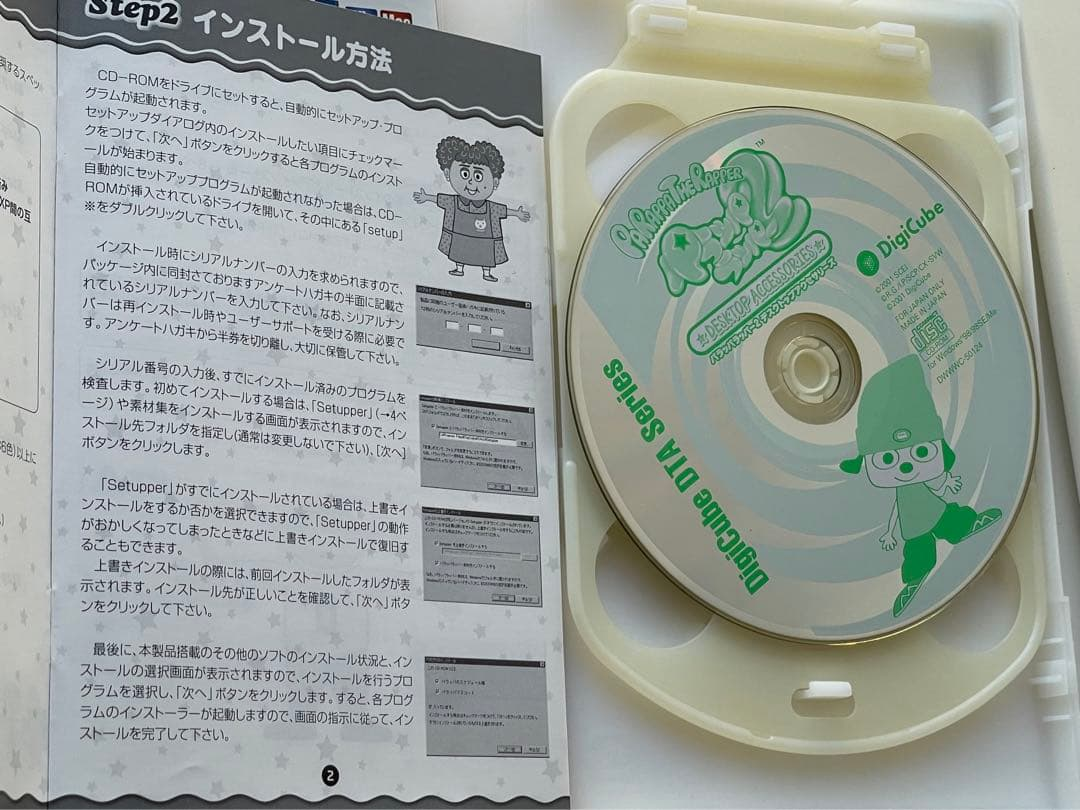 Step2 インストール方法
CD-ROMをドライブにセットすると、自動的にセットアップ・プロ
グラムが起動されます。
セットアップダイアログ内のインストールしたい項目にチェックマー
クをつけて、「次へ」ボタンをクリックすると各プログラムのインスト
ールが始まります。
自動的にセットアッププログラムが起動されなかった場合は、CD-
ROMが挿入されているドライブを開いて、その中にある「setup」
※をダブルクリックして下さい。
インストール時にシリアルナンバーの入力を求められますので、
パッケージ内に同封さておりますアンケートハガキの半面に記載さ
れているシリアルナンバーを入力して下さい。なお、シリアルナン
バーは再インストール時やユーザーサポートを受ける際に必要で
す。アンケートハガキから半券を切り離し、大切に保管して下さい。
シリアル番号の入力後、すでにインストール済みのプログラムを
検査します。初めてインストールする場合は、「Setupper」(→4ペ
ージ)や素材集をインストールする画面が表示されますので、イン
ストール先フォルダを指定し(通常は変更しないで下さい)、「次へ」
ボタンをクリックします。
「Setupper」がすでにインストールされている場合は、上書きイ
ンストールをするか否かを選択できますので、「Setupper」の動作
がおかしくなってしまったときなどに上書きインストールで復旧す
ることもできます。
上書きインストールの際には、前回インストールしたフォルダが表
示されます。インストール先が正しいことを確認して、「次へ」ボタ
ンをクリックして下さい。
最後に、本製品搭載のその他のソフトのインストール状況と、イン
ストールの選択画面が表示されますので、インストールを行うプロ
グラムを選択し、「次へ」ボタンをクリックします。すると、各プログ
ラムのインストーラーが起動しますので、画面の指示に従って、イン
ストールを完了して下さい。
2
PARAPPA THE RAPPER
TM
DESKTOP ACCESSORIES
パラッパラッパー2 デスクトップアクセサリーズ
DigiCube
©2001 SCEI
©2001 DigiCube
FOR JAPAN ONLY
MADE IN JAPAN
disc
CD-ROM
for Windows®98/98SE/Me
DWWWC-S0124
DigiCube DTA Series